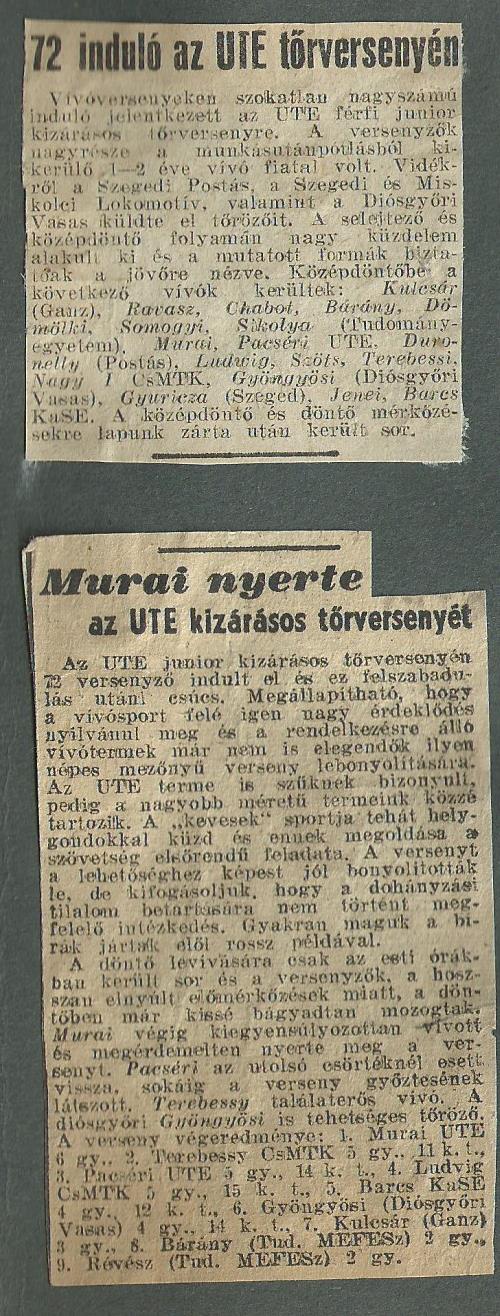 72 induló az UTE tőrversenyén
Vívóversenyeken szokatlan nagyszámú
induló jelentkezett az UTE férfi junior
kizárásos tőrversenyre. A versenyzők
nagyrésze a munkásutánpótlásból ki-
kerülő 1—2 éve vívó fiatal volt. Vidék-
ről a Szegedi Postás, a Szegedi és Mis-
kolci Lokomotív, valamint a Diósgyőri
Vasas küldte el tőrözőit. A selejtező és
középdöntő folyamán nagy küzdelem
alakult ki és a mutatott formák bizta-
tóak a jövőre nézve. Középdöntőbe a
következő vívók kerültek: Kulcsár
(Ganz), Ravasz, Chabot, Bárány, Dö-
mölki, Somogyi, Sikolya (Tudomány-
egyetem), Murai, Pacséri UTE, Duro-
nelly (Postás), Ludwig, Szöts, Terebessi,
Nagy I CsMTK, Gyöngyösi (Diósgyőri
Vasas), Gyuricza (Szeged), Jenei, Barcs
KaSE. A középdöntő és döntő mérkőzé-
sekre lapunk zárta után került sor.
Murai nyerte
az UTE kizárásos tőrversenyét
Az UTE junior kizárásos tőrversenyén
72 versenyző indult el és ez felszabadu-
lás utáni csúcs. Megállapítható, hogy
a vívósport felé igen nagy érdeklődés
nyilvánul meg és a rendelkezésre álló
vívótermek már nem is elegendők ilyen
népes mezőnyű verseny lebonyolítására.
Az UTE terme is szűknek bizonyult,
pedig a nagyobb méretű termeink közzé
tartozik. A „kevesek" sportja tehát hely-
gondokkal küzd és ennek megoldása a
szövetség elsőrendű feladata. A versenyt
a lehetőséghez képest jól bonyolították
le, de kifogásoljuk, hogy a dohányzási
tilalom betartására nem történt meg-
felelő intézkedés. Gyakran maguk a bí-
rák jártak elől rossz példával.
A döntő levívására csak az esti órák-
ban került sor és a versenyzők, a hosz-
szan elnyúlt előmérkőzések miatt, a dön-
tőben már kissé bágyadtan mozogtak.
Murai végig kiegyensúlyozottan vívott
és megérdemelten nyerte meg a ver-
senyt. Pacséri az utolsó csörtéknél esett
vissza, sokáig a verseny győztesének
látszott. Terebessy találaterős vívó. A
diósgyőri Gyöngyösi is tehetséges tőröző.
A verseny végeredménye: 1. Murai UTE
6 gy., 2. Terebessy CsMTK 5 gy., 11 k. t.,
3. Pacséri UTE 5 gy., 14 k. t., 4. Ludvig
CsMTK 5 gy., 15 k. t., 5. Barcs KaSE
4 gy., 12 k. t., 6. Gyöngyösi (Diósgyőri
Vasas) 4 gy., 14 k. t., 7. Kulcsár (Ganz)
3 gy., 8. Bárány (Tud. MEFESz) 2 gy.,
9. Révész (Tud. MEFESz) 2 gy.